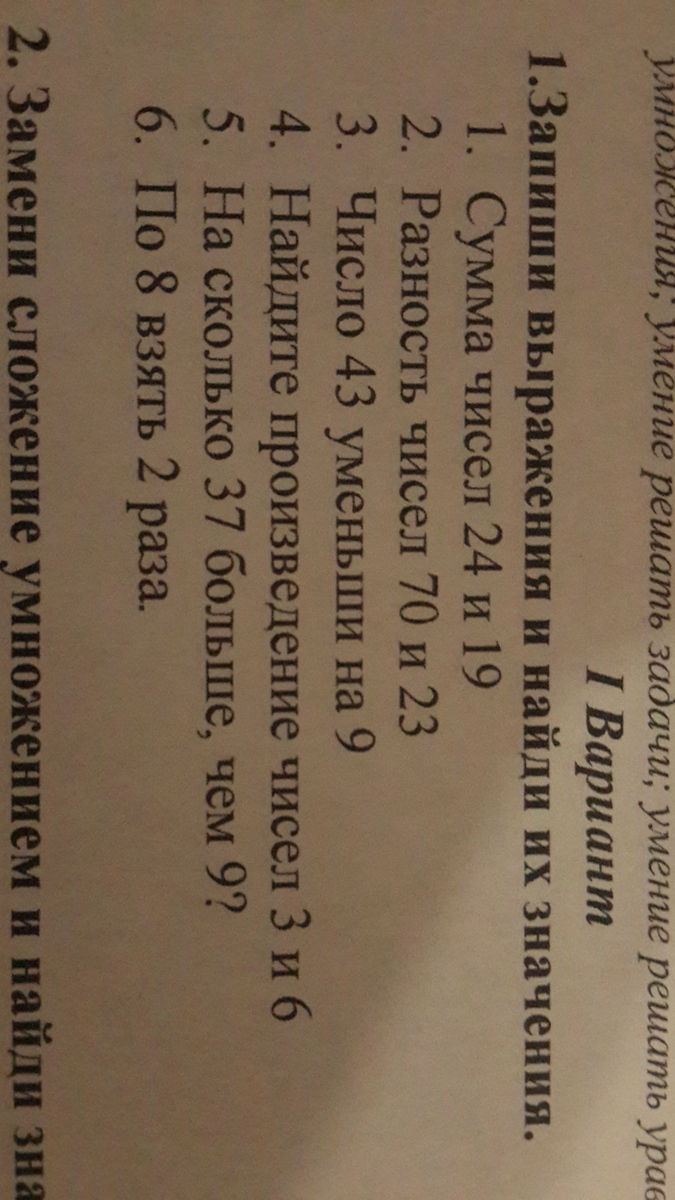 умножения; умение решать задачи; умение решать урав
I Вариант
1.Запиши выражения и найди их значения.
1. Сумма чисел 24 и 19
2. Разность чисел 70 и 23
3. Число 43 уменьши на 9
4. Найдите произведение чисел 3 и 6
5. На сколько 37 больше, чем 9?
6. По 8 взять 2 раза.
2. Замени сложение умножением и найди зна